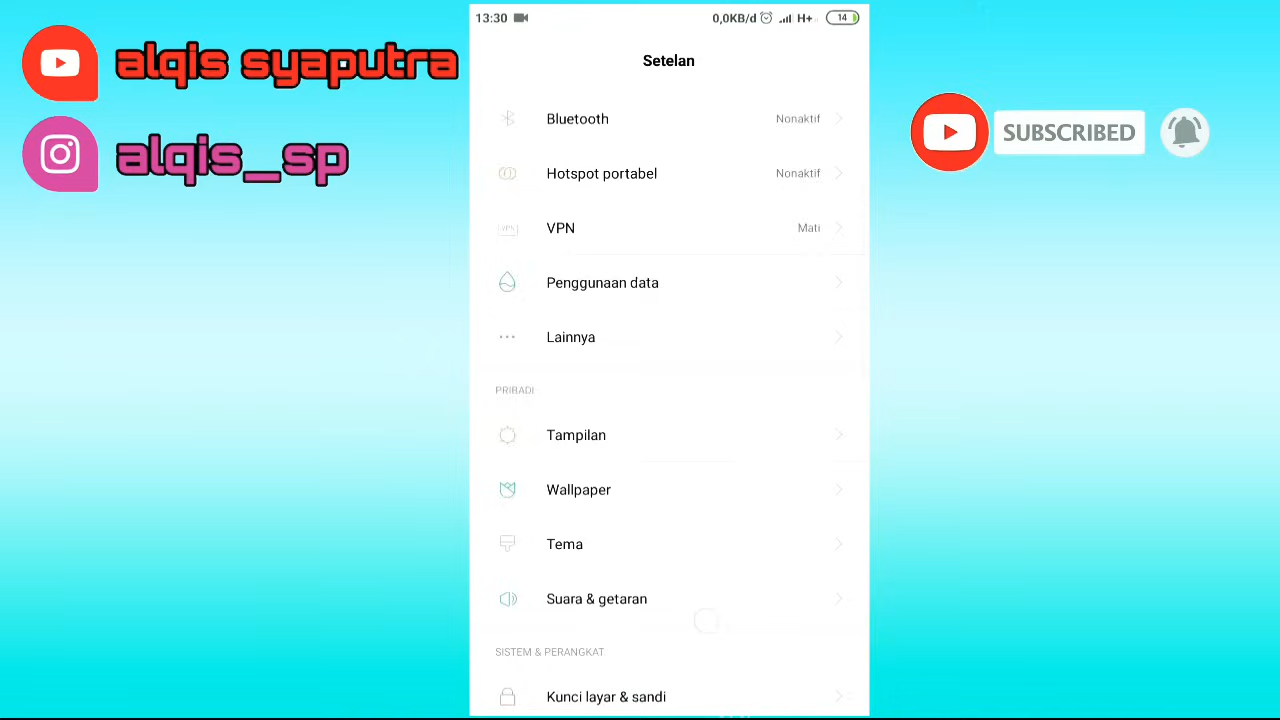 alqis syaputra
alqis_sp
SUBSCRIBED
13:30 0,0KB/d H+ 14
Setelan
Bluetooth Nonaktif
Hotspot portabel Nonaktif
VPN VPN Mati
Penggunaan data
Lainnya
PRIBADI
Tampilan
Wallpaper
Tema
Suara & getaran
SISTEM & PERANGKAT
Kunci layar & sandi